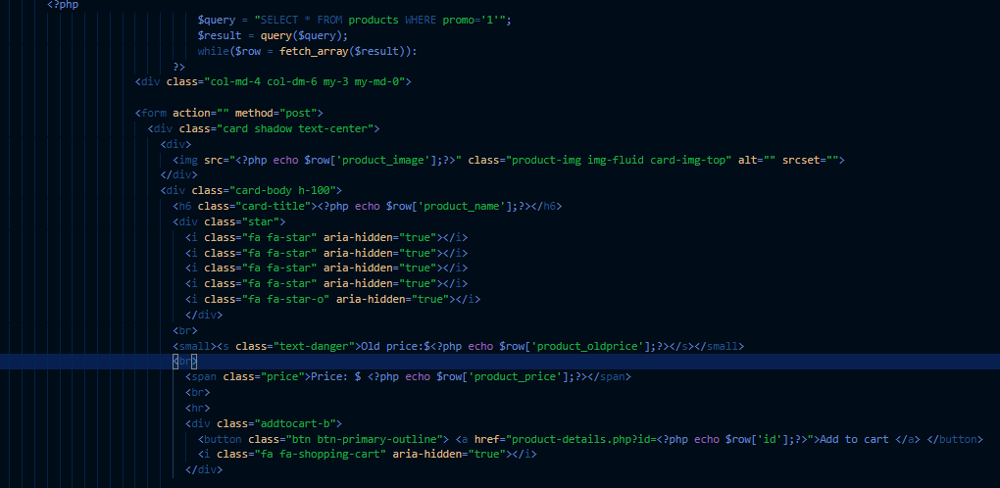 <?php
$query = "SELECT * FROM products WHERE promo='1'";
$result = query($query);
while($row = fetch_array($result)):
?>
<div class="col-md-4 col-dm-6 my-3 my-md-0">
<form action="" method="post">
<div class="card shadow text-center">
<div>
<img src="<?php echo $row['product_image'];?>" class="product-img img-fluid card-img-top" alt="" srcset="">
</div>
<div class="card-body h-100">
<h6 class="card-title"><?php echo $row['product_name'];?></h6>
<div class="star">
<i class="fa fa-star" aria-hidden="true"></i>
<i class="fa fa-star" aria-hidden="true"></i>
<i class="fa fa-star" aria-hidden="true"></i>
<i class="fa fa-star" aria-hidden="true"></i>
<i class="fa fa-star-o" aria-hidden="true"></i>
</div>
<br>
<small><s class="text-danger">Old price:$<?php echo $row['product_oldprice'];?></s></small>
<br>
<span class="price">Price: $ <?php echo $row['product_price'];?></span>
<br>
<hr>
<div class="addtocart-b">
<button class="btn btn-primary-outline"> <a href="product-details.php?id=<?php echo $row['id'];?>">Add to cart </a> </button>
<i class="fa fa-shopping-cart" aria-hidden="true"></i>
</div>